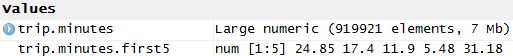 Values
trip.minutes Large numeric (919921 elements, 7 Mb)
trip.minutes.first5 num [1:5] 24.85 17.4 11.9 5.48 31.18